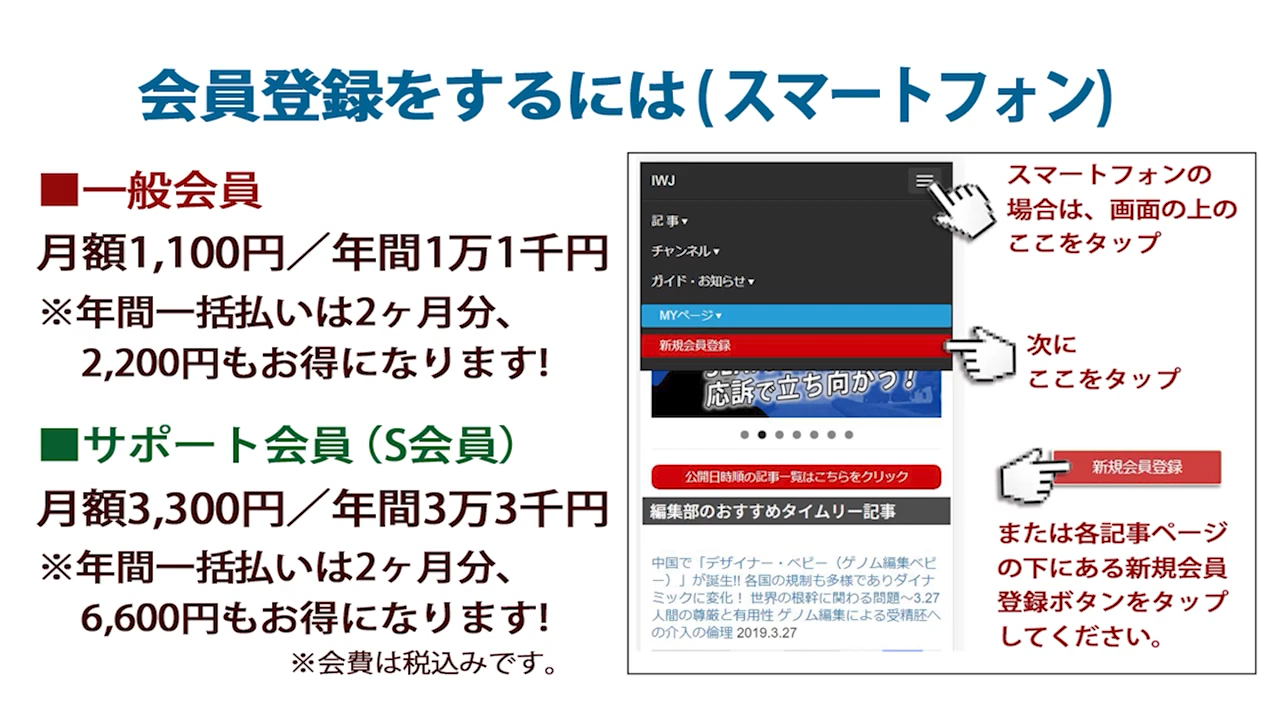 会員登録をするには(スマートフォン)
■一般会員
月額1,100円／年間1万1千円
※年間一括払いは2ヶ月分、
2,200円もお得になります!
■サポート会員（S会員）
月額3,300円／年間3万3千円
※年間一括払いは2ヶ月分、
6,600円もお得になります!
※会費は税込みです。
IWJ
記事▾
チャンネル▾
ガイド・お知らせ▾
MYページ▾
新規会員登録
応訴で立ち向かう！
公開日時順の記事一覧はこちらをクリック
編集部のおすすめタイムリー記事
中国で「デザイナー・ベビー（ゲノム編集ベビ
ー）」が誕生!! 各国の規制も多様でありダイナ
ミックに変化！ 世界の根幹に関わる問題～3.27
人間の尊厳と有用性 ゲノム編集による受精胚へ
の介入の倫理 2019.3.27
スマートフォンの
場合は、画面の上の
ここをタップ
次に
ここをタップ
新規会員登録
または各記事ページ
の下にある新規会員
登録ボタンをタップ
してください。